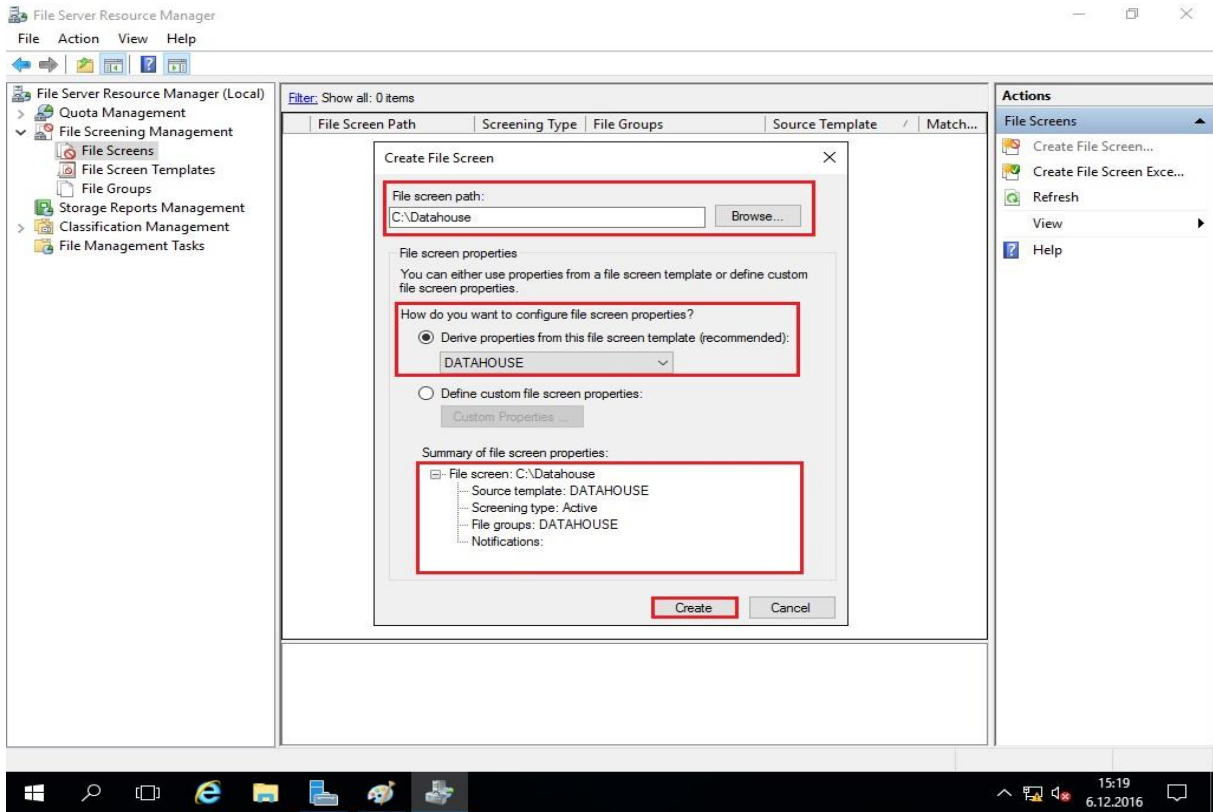 File Server Resource Manager
File Action View Help
File Server Resource Manager (Local)
Quota Management
File Screening Management
File Screens
File Screen Templates
File Groups
Storage Reports Management
Classification Management
File Management Tasks
Filter: Show all: 0 items
File Screen Path Screening Type File Groups Source Template Match...
Create File Screen
File screen path:
C:\Datahouse Browse...
File screen properties
You can either use properties from a file screen template or define custom
file screen properties.
How do you want to configure file screen properties?
Derive properties from this file screen template (recommended):
DATAHOUSE
Define custom file screen properties:
Custom Properties ...
Summary of file screen properties:
File screen: C:\Datahouse
Source template: DATAHOUSE
Screening type: Active
File groups: DATAHOUSE
Notifications:
Create Cancel
Actions
File Screens
Create File Screen...
Create File Screen Exce...
Refresh
View
Help
15:19
6.12.2016